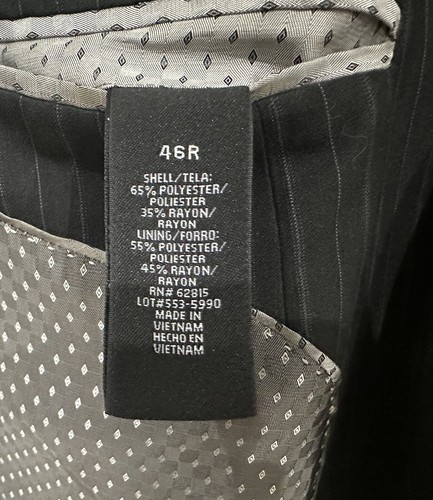 46R
SHELL/TELA:
65% POLYESTER/
POLIESTER
35% RAYON/
RAYON
LINING/FORRO:
55% POLYESTER/
POLIESTER
45% RAYON/
RAYON
RN# 62815
LOT#553-5990
MADE IN
VIETNAM
HECHO EN
VIETNAM